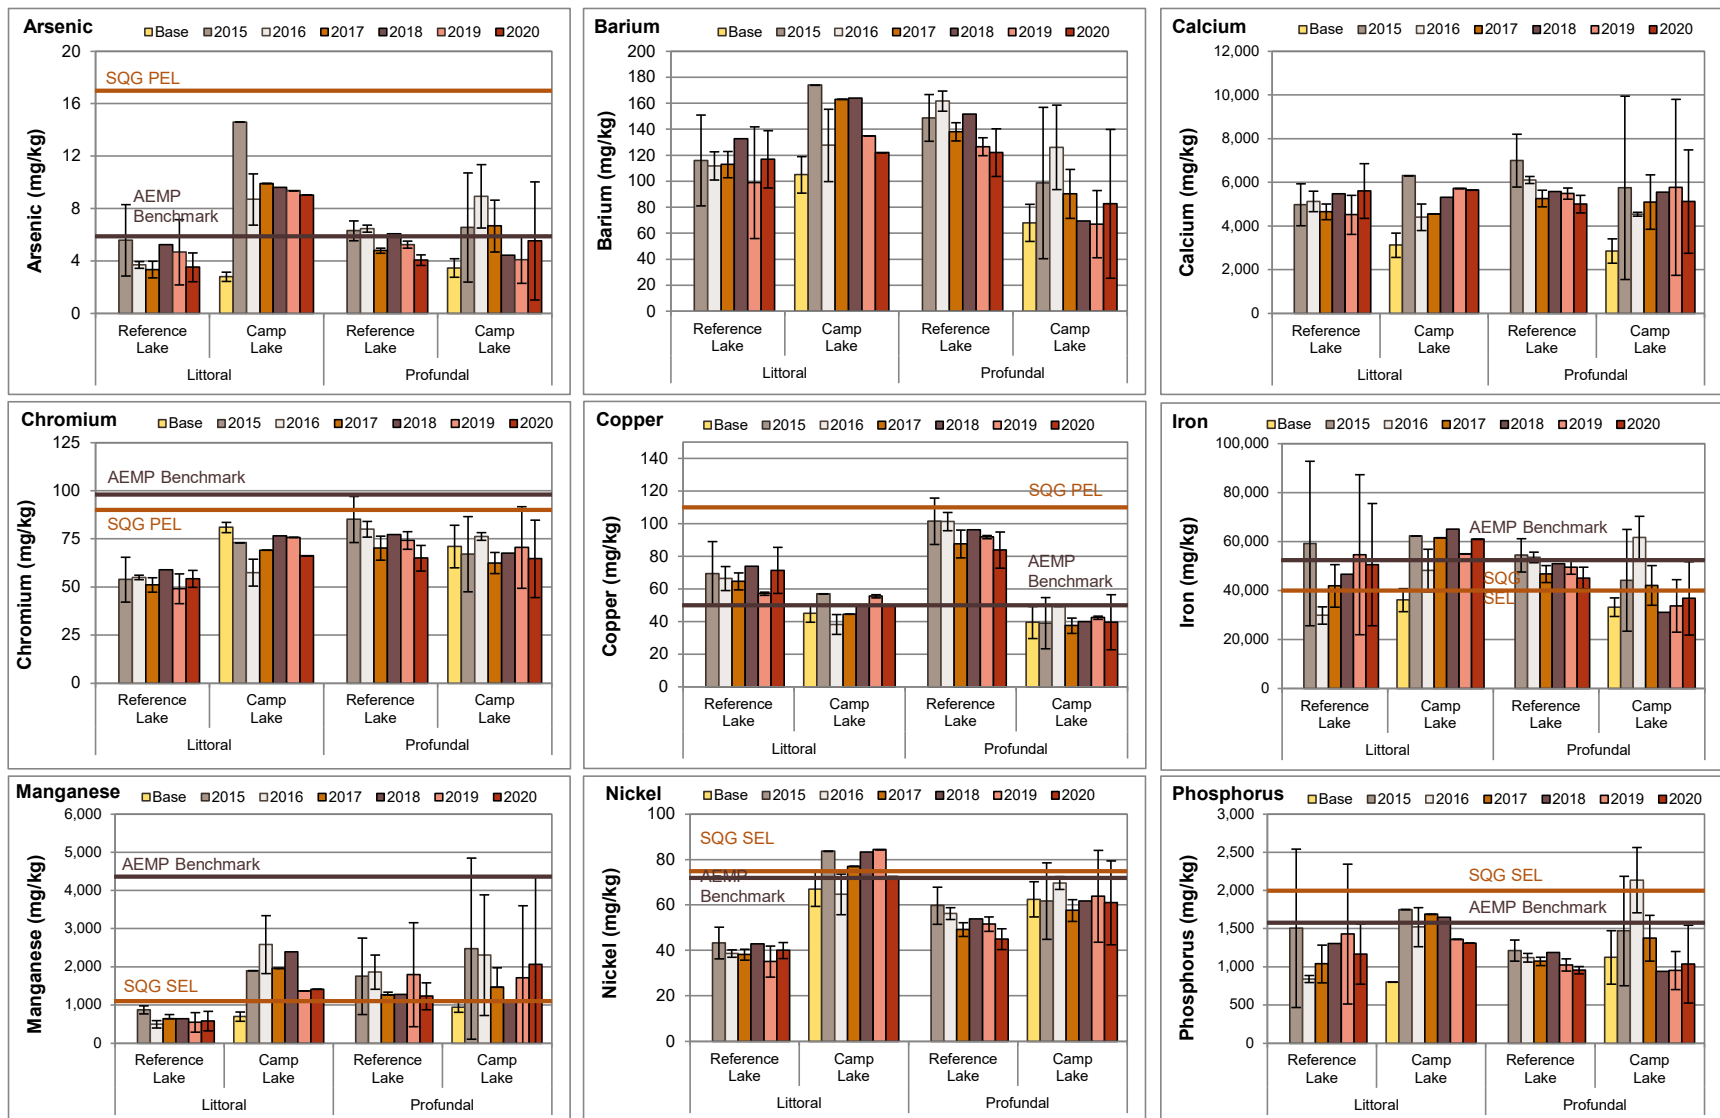 Arsenic
Base 2015 2016 2017 2018 2019 2020
20
16
12
8
4
0
Arsenic (mg/kg)
SQG PEL
AEMP
Benchmark
Reference
Lake
Camp
Lake
Reference
Lake
Camp
Lake
Littoral
Profundal
Barium
Base 2015 2016 2017 2018 2019 2020
200
180
160
140
120
100
80
60
40
20
0
Barium (mg/kg)
Reference
Lake
Camp
Lake
Reference
Lake
Camp
Lake
Littoral
Profundal
Calcium
Base 2015 2016 2017 2018 2019 2020
12,000
10,000
8,000
6,000
4,000
2,000
0
Calcium (mg/kg)
Reference
Lake
Camp
Lake
Reference
Lake
Camp
Lake
Littoral
Profundal
Chromium
Base 2015 2016 2017 2018 2019 2020
125
100
75
50
25
0
Chromium (mg/kg)
AEMP Benchmark
SQG PEL
Reference
Lake
Camp
Lake
Reference
Lake
Camp
Lake
Littoral
Profundal
Copper
Base 2015 2016 2017 2018 2019 2020
140
120
100
80
60
40
20
0
Copper (mg/kg)
SQG PEL
AEMP
Benchmark
Reference
Lake
Camp
Lake
Reference
Lake
Camp
Lake
Littoral
Profundal
Iron
Base 2015 2016 2017 2018 2019 2020
100,000
80,000
60,000
40,000
20,000
0
Iron (mg/kg)
AEMP Benchmark
SQG
SEL
Reference
Lake
Camp
Lake
Reference
Lake
Camp
Lake
Littoral
Profundal
Manganese
Base 2015 2016 2017 2018 2019 2020
6,000
5,000
4,000
3,000
2,000
1,000
0
Manganese (mg/kg)
AEMP Benchmark
SQG SEL
Reference
Lake
Camp
Lake
Reference
Lake
Camp
Lake
Littoral
Profundal
Nickel
Base 2015 2016 2017 2018 2019 2020
100
80
60
40
20
0
Nickel (mg/kg)
SQG SEL
AEMP
Benchmark
Reference
Lake
Camp
Lake
Reference
Lake
Camp
Lake
Littoral
Profundal
Phosphorus
Base 2015 2016 2017 2018 2019 2020
3,000
2,500
2,000
1,500
1,000
500
0
Phosphorus (mg/kg)
SQG SEL
AEMP Benchmark
Reference
Lake
Camp
Lake
Reference
Lake
Camp
Lake
Littoral
Profundal